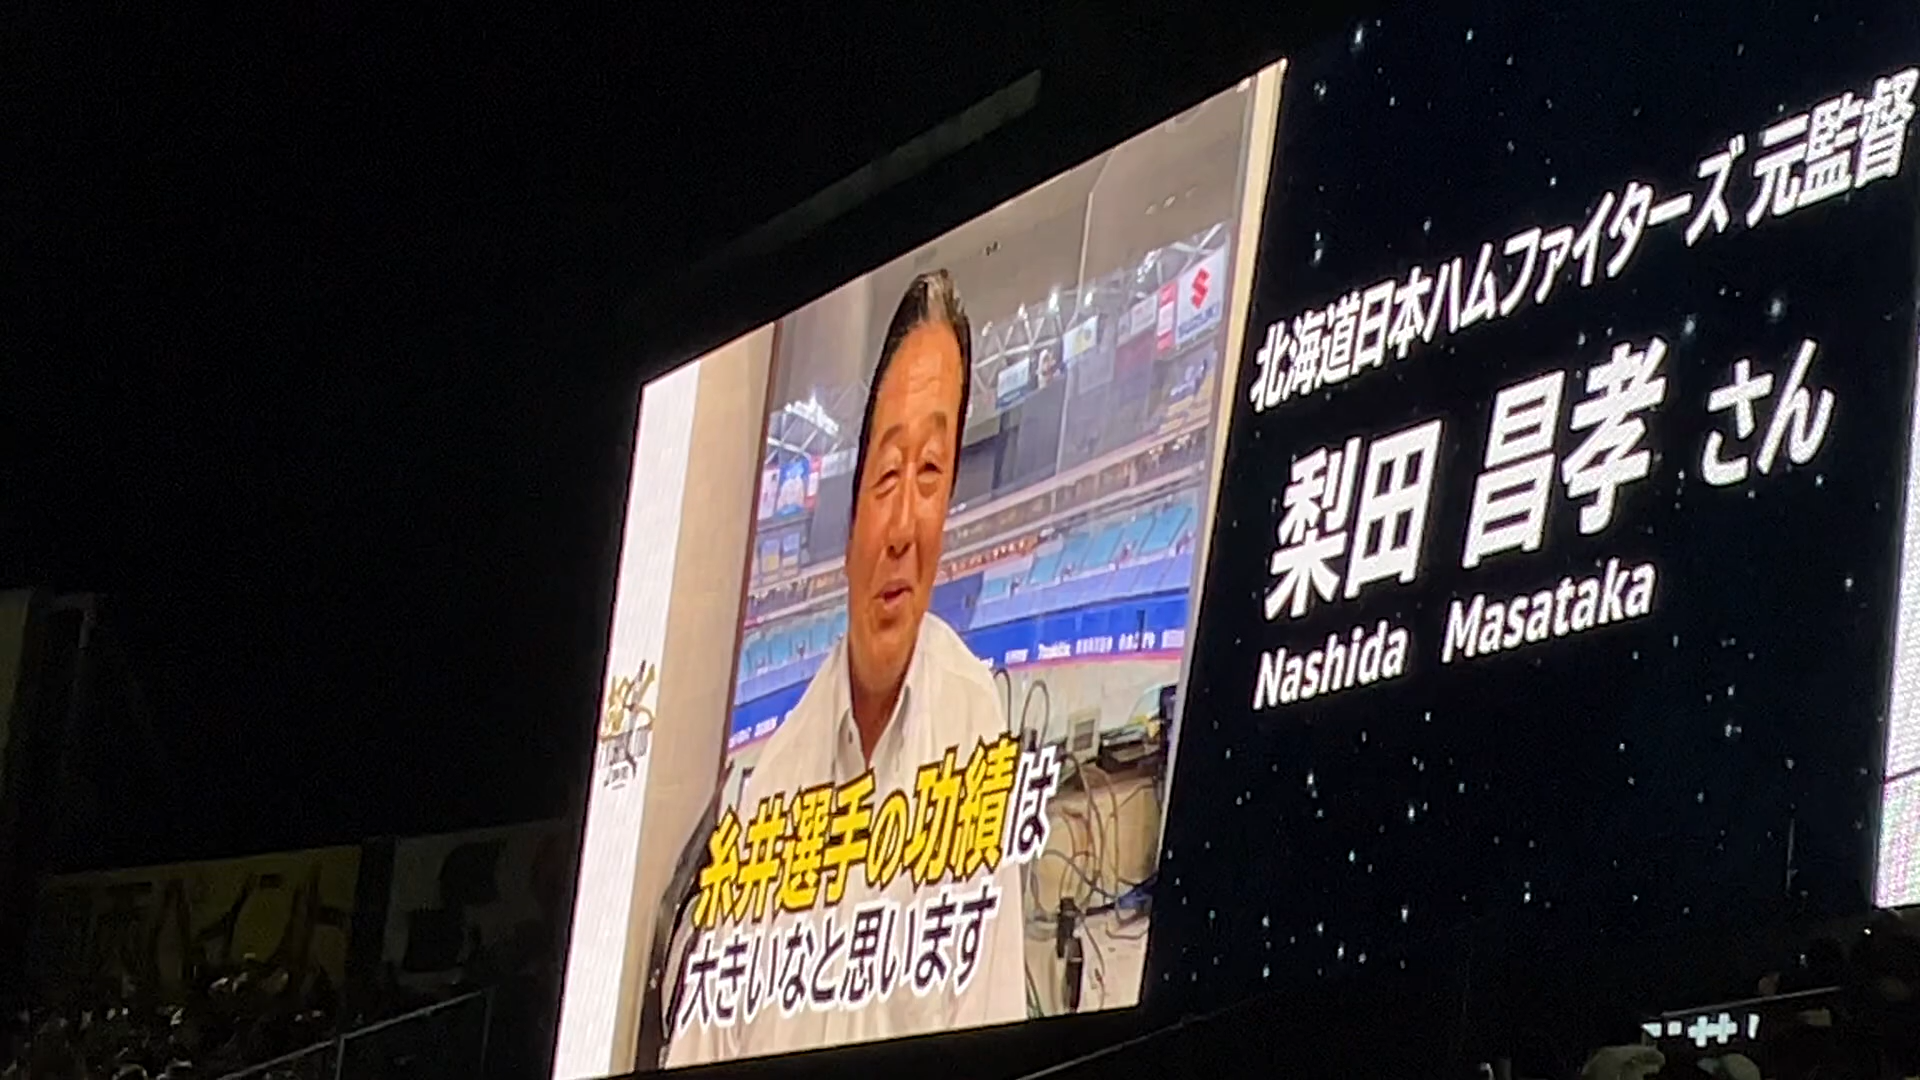 北海道日本ハムファイターズ 元監督
梨田 昌孝 さん
Nashida Masataka
糸井選手の功績は
大きいなと思います